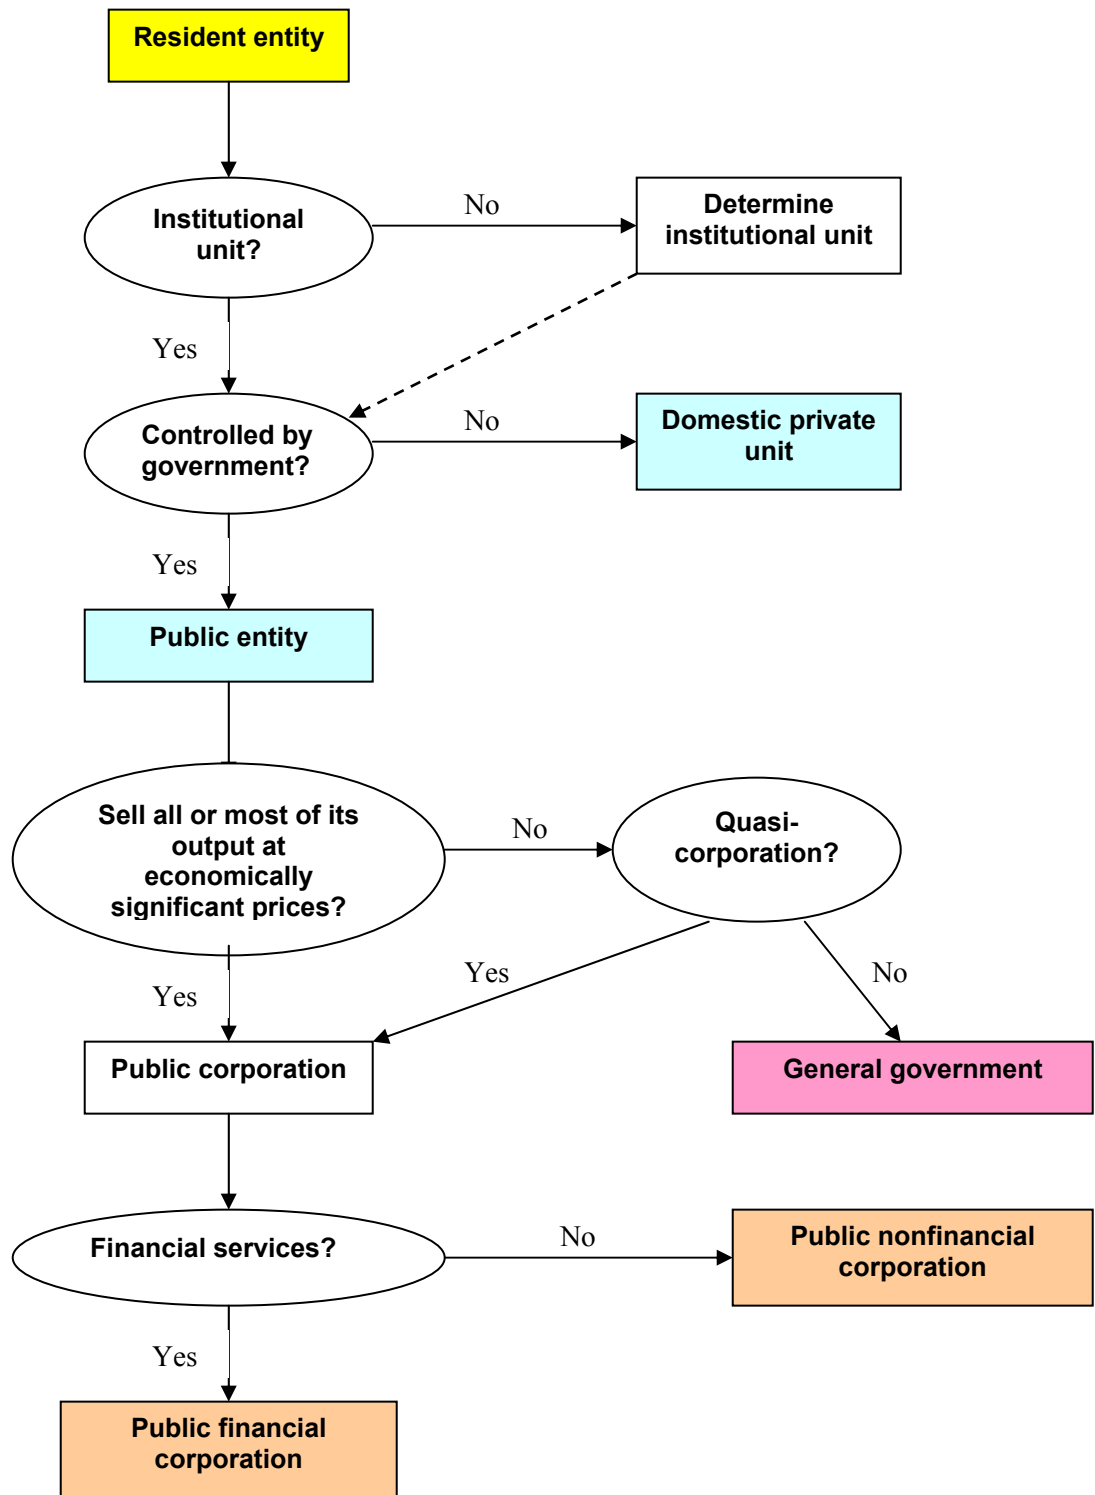 Resident entity
Institutional
unit?
No
Determine
institutional unit
Yes
Controlled by
government?
No
Domestic private
unit
Yes
Public entity
Sell all or most of its
output at
economically
significant prices?
No
Quasi-
corporation?
Yes
Yes
No
Public corporation
General government
Financial services?
No
Public nonfinancial
corporation
Yes
Public financial
corporation